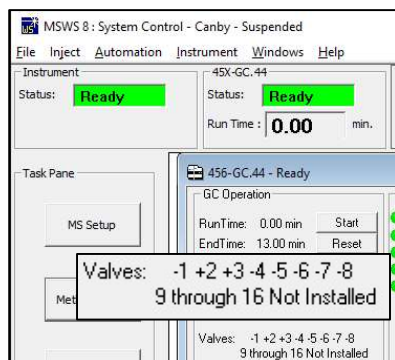 MSWS 8 : System Control - Canby - Suspended
File Inject Automation Instrument Windows Help
Instrument
Status: Ready
45X-GC.44
Status: Ready
Run Time : 0.00 min.
Task Pane
MS Setup
456-GC.44 - Ready
GC Operation
RunTime: 0.00 min Start
EndTime: 13.00 min Reset
Valves: -1 +2 +3 -4 -5 -6 -7 -8
9 through 16 Not Installed
Met
Valves: -1 +2 +3 -4 -5 -6 -7 -8
9 through 16 Not Installed